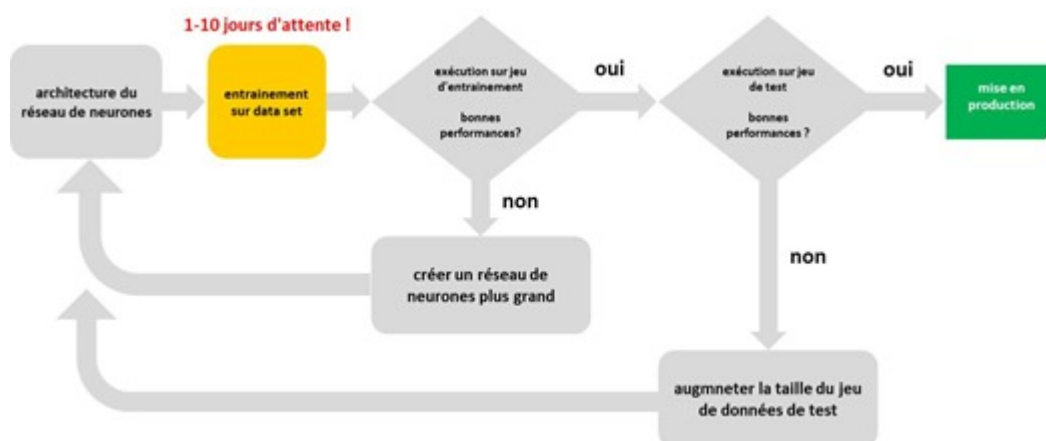 1-10 jours d'attente !
architecture du
réseau de neurones
entrainement
sur data set
exécution sur jeu
d'entrainement
bonnes
performances?
oui
exécution sur jeu
de test
bonnes
performances ?
oui
mise en
production
non
créer un réseau de
neurones plus grand
non
augmneter la taille du jeu
de données de test